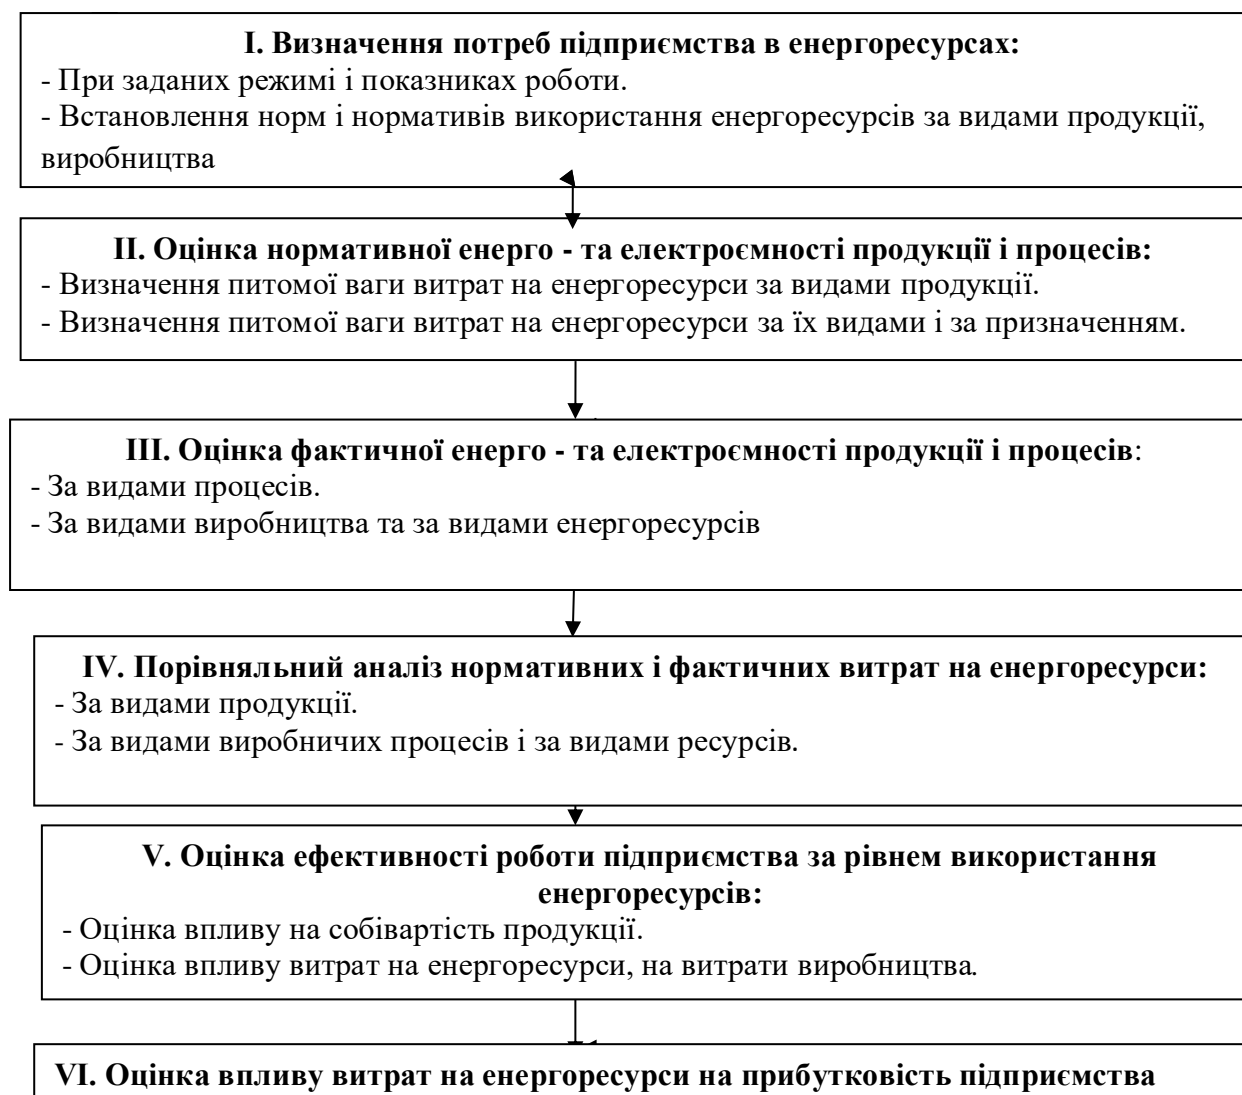 I. Визначення потреб підприємства в енергоресурсах:
- При заданих режимі і показниках роботи.
- Встановлення норм і нормативів використання енергоресурсів за видами продукції,
виробництва
II. Оцінка нормативної енерго - та електроємності продукції і процесів:
- Визначення питомої ваги витрат на енергоресурси за видами продукції.
- Визначення питомої ваги витрат на енергоресурси за їх видами і за призначенням.
III. Оцінка фактичної енерго - та електроємності продукції і процесів:
- За видами процесів.
- За видами виробництва та за видами енергоресурсів
IV. Порівняльний аналіз нормативних і фактичних витрат на енергоресурси:
- За видами продукції.
- За видами виробничих процесів і за видами ресурсів.
V. Оцінка ефективності роботи підприємства за рівнем використання
енергоресурсів:
- Оцінка впливу на собівартість продукції.
- Оцінка впливу витрат на енергоресурси, на витрати виробництва.
VI. Оцінка впливу витрат на енергоресурси на прибутковість підприємства